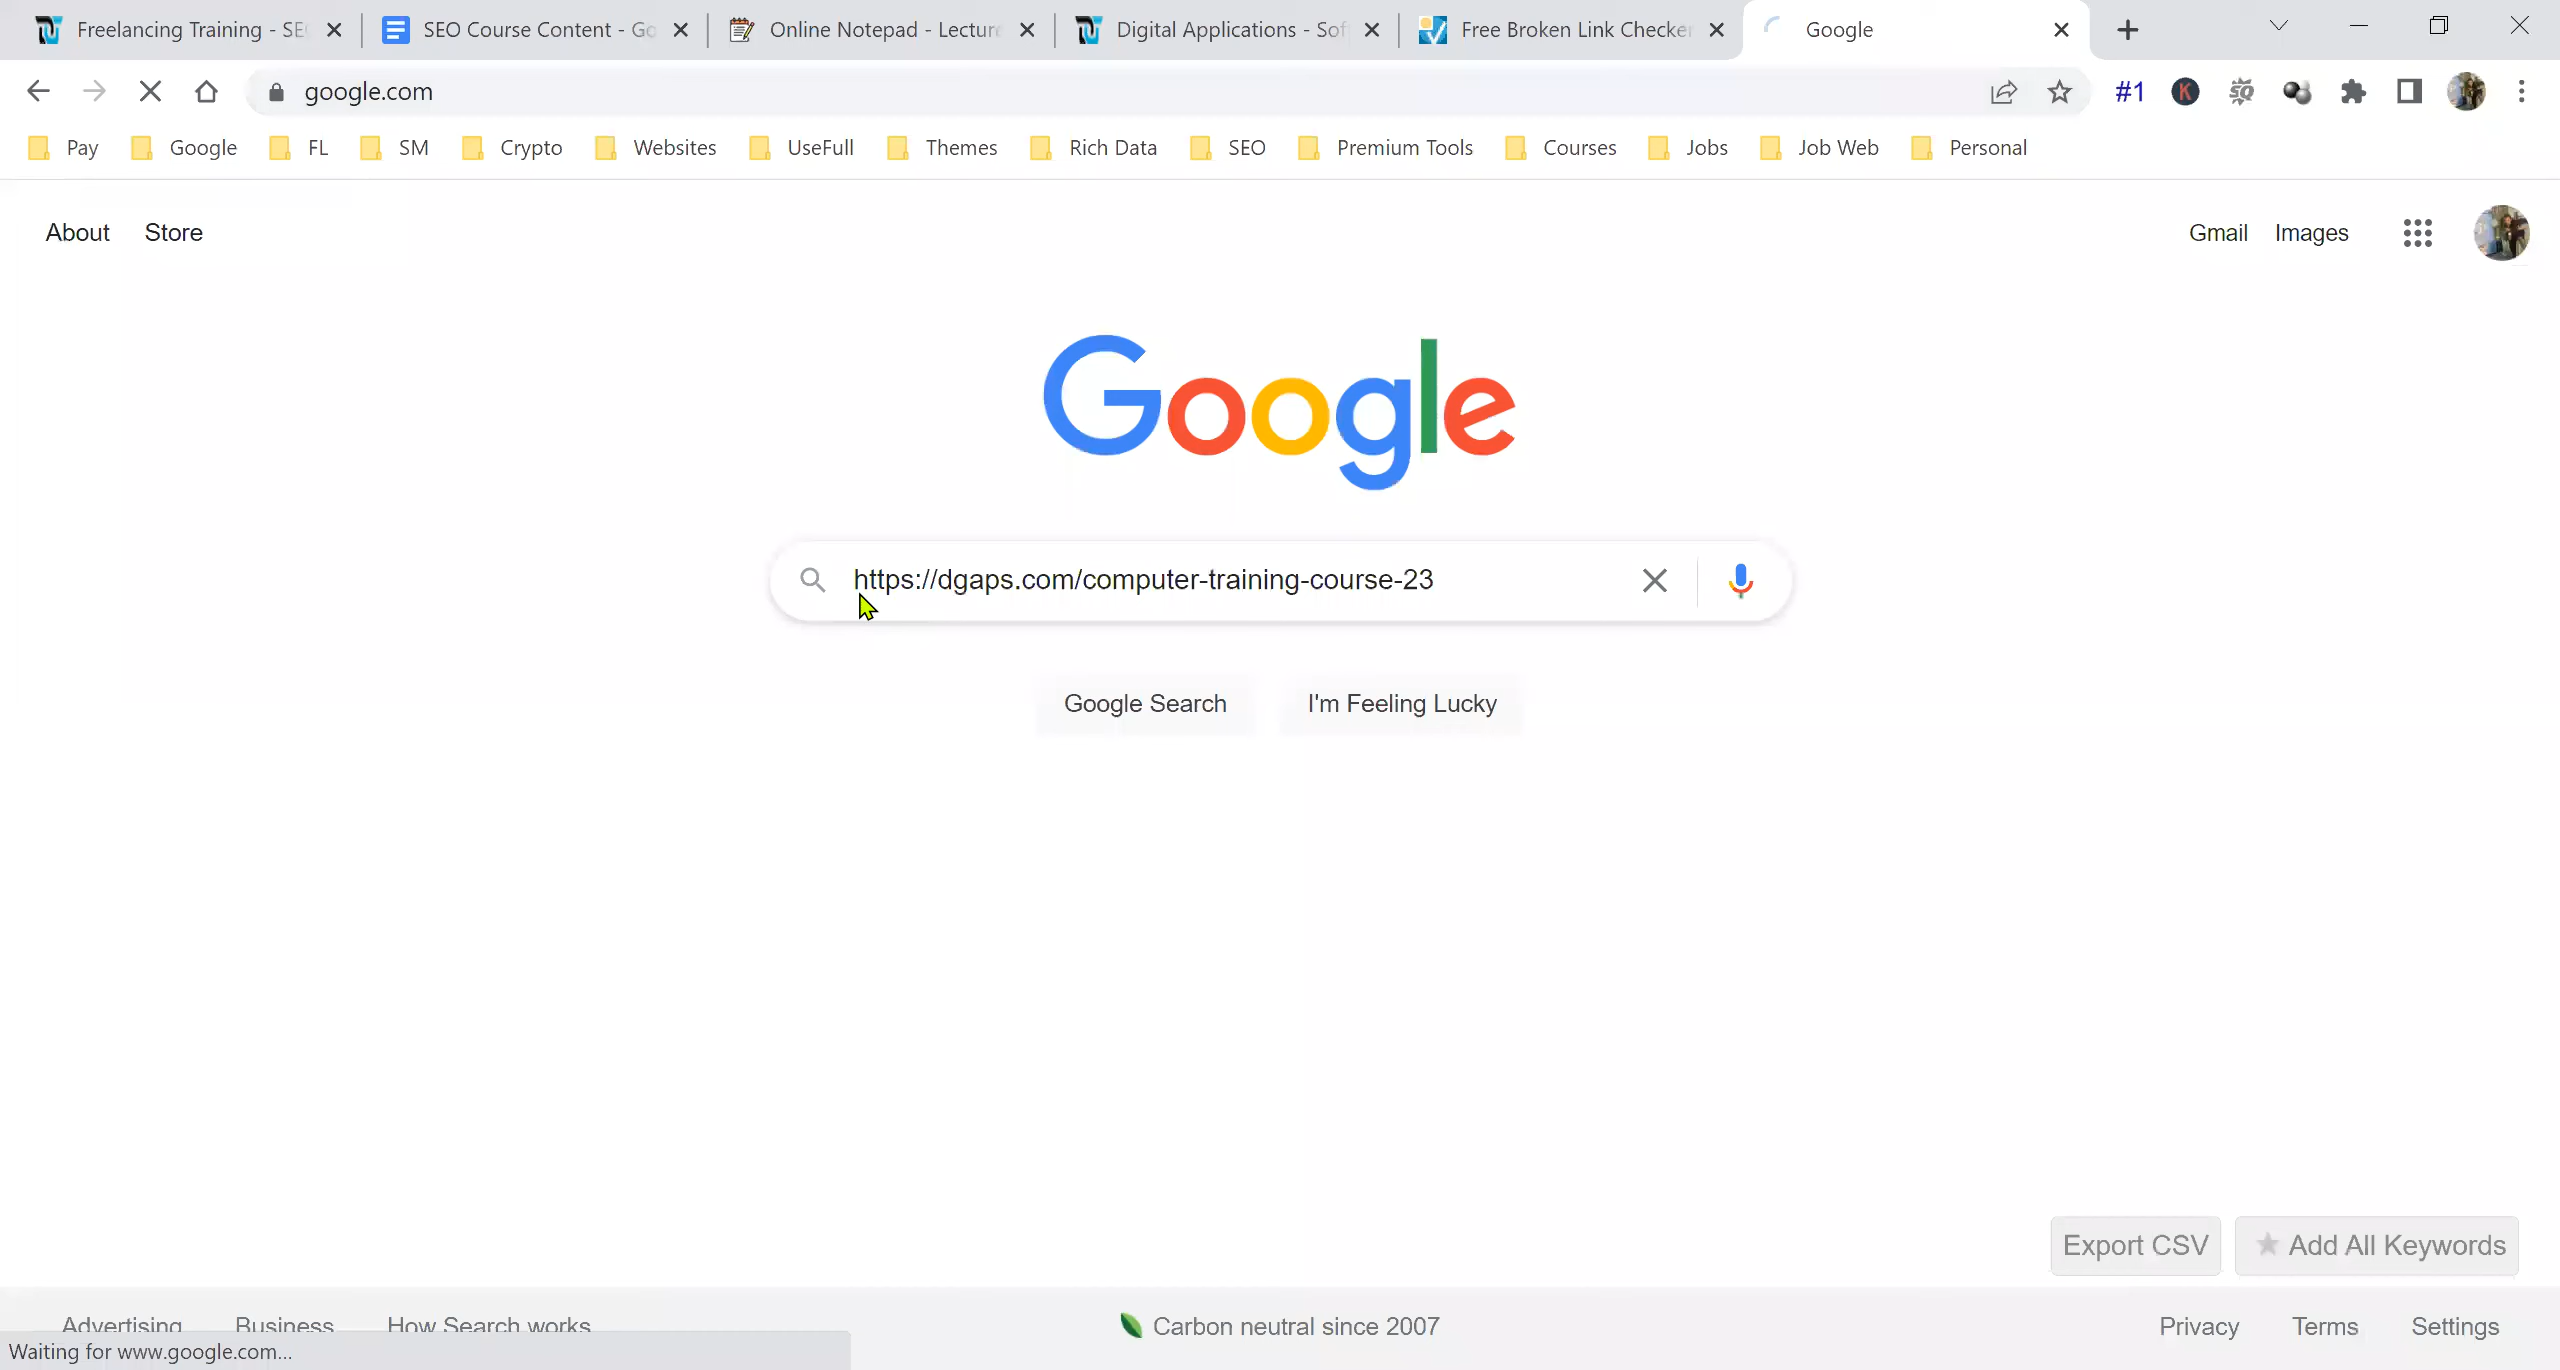 Freelancing Training - SE
SEO Course Content - Go
Online Notepad - Lecture
Digital Applications - Sof
Free Broken Link Checker
Google
google.com
#1
K
SQ
Pay
Google
FL
SM
Crypto
Websites
UseFull
Themes
Rich Data
SEO
Premium Tools
Courses
Jobs
Job Web
Personal
About
Store
Gmail
Images
Google
https://dgaps.com/computer-training-course-23
Google Search
I'm Feeling Lucky
Export CSV
Add All Keywords
Advertising
Business
How Search works
Carbon neutral since 2007
Privacy
Terms
Settings
Waiting for www.google.com...